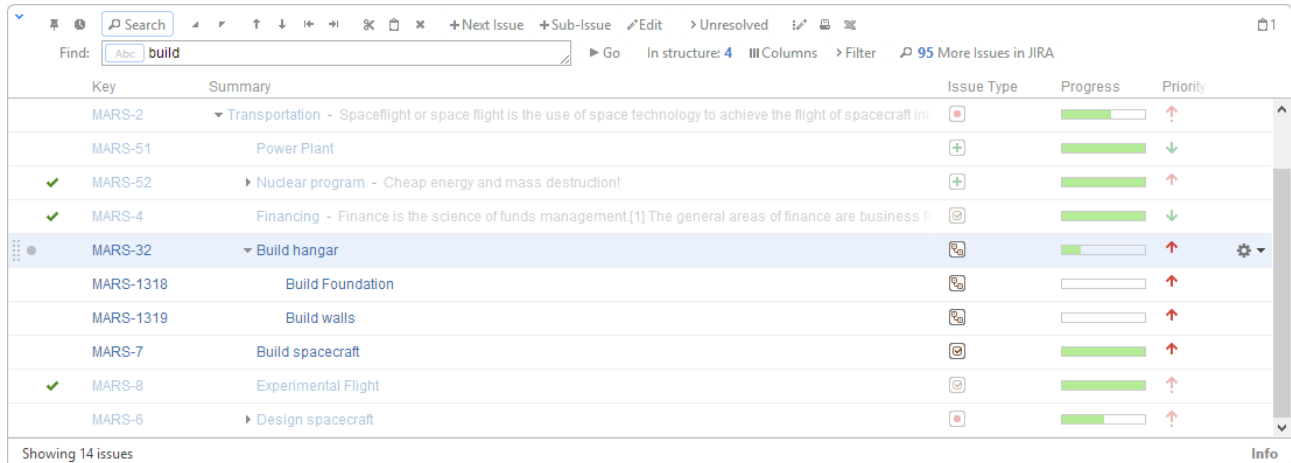 Search +Next Issue +Sub-Issue Edit Unresolved 1
Find: Abc build Go In structure: 4 Columns Filter 95 More Issues in JIRA
Key Summary Issue Type Progress Priority
MARS-2 Transportation - Spaceflight or space flight is the use of space technology to achieve the flight of spacecraft
MARS-51 Power Plant
MARS-52 Nuclear program - Cheap energy and mass destruction!
MARS-4 Financing - Finance is the science of funds management.[1] The general areas of finance are business
MARS-32 Build hangar
MARS-1318 Build Foundation
MARS-1319 Build walls
MARS-7 Build spacecraft
MARS-8 Experimental Flight
MARS-6 Design spacecraft
Showing 14 issues Info